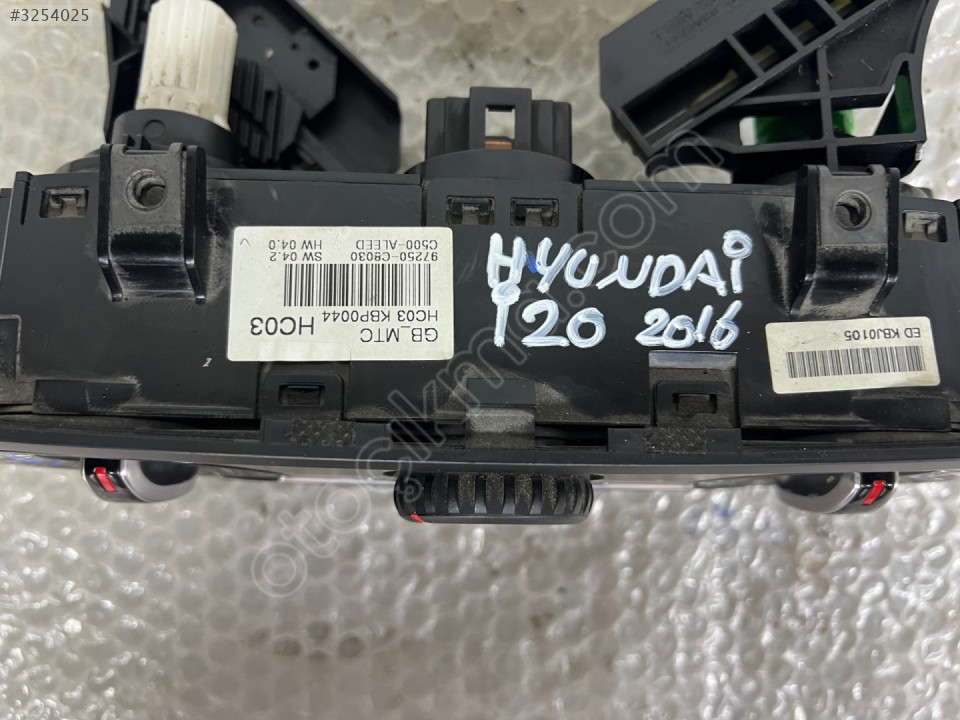 #3254025
HYUNDAi
i20 2016
GB_MTC
HC03 KBP0044
HC03
97250-C8030
C500-ALEED
SW 04.2
HW 04.0
ED KBJ0105
otocikmasi.com